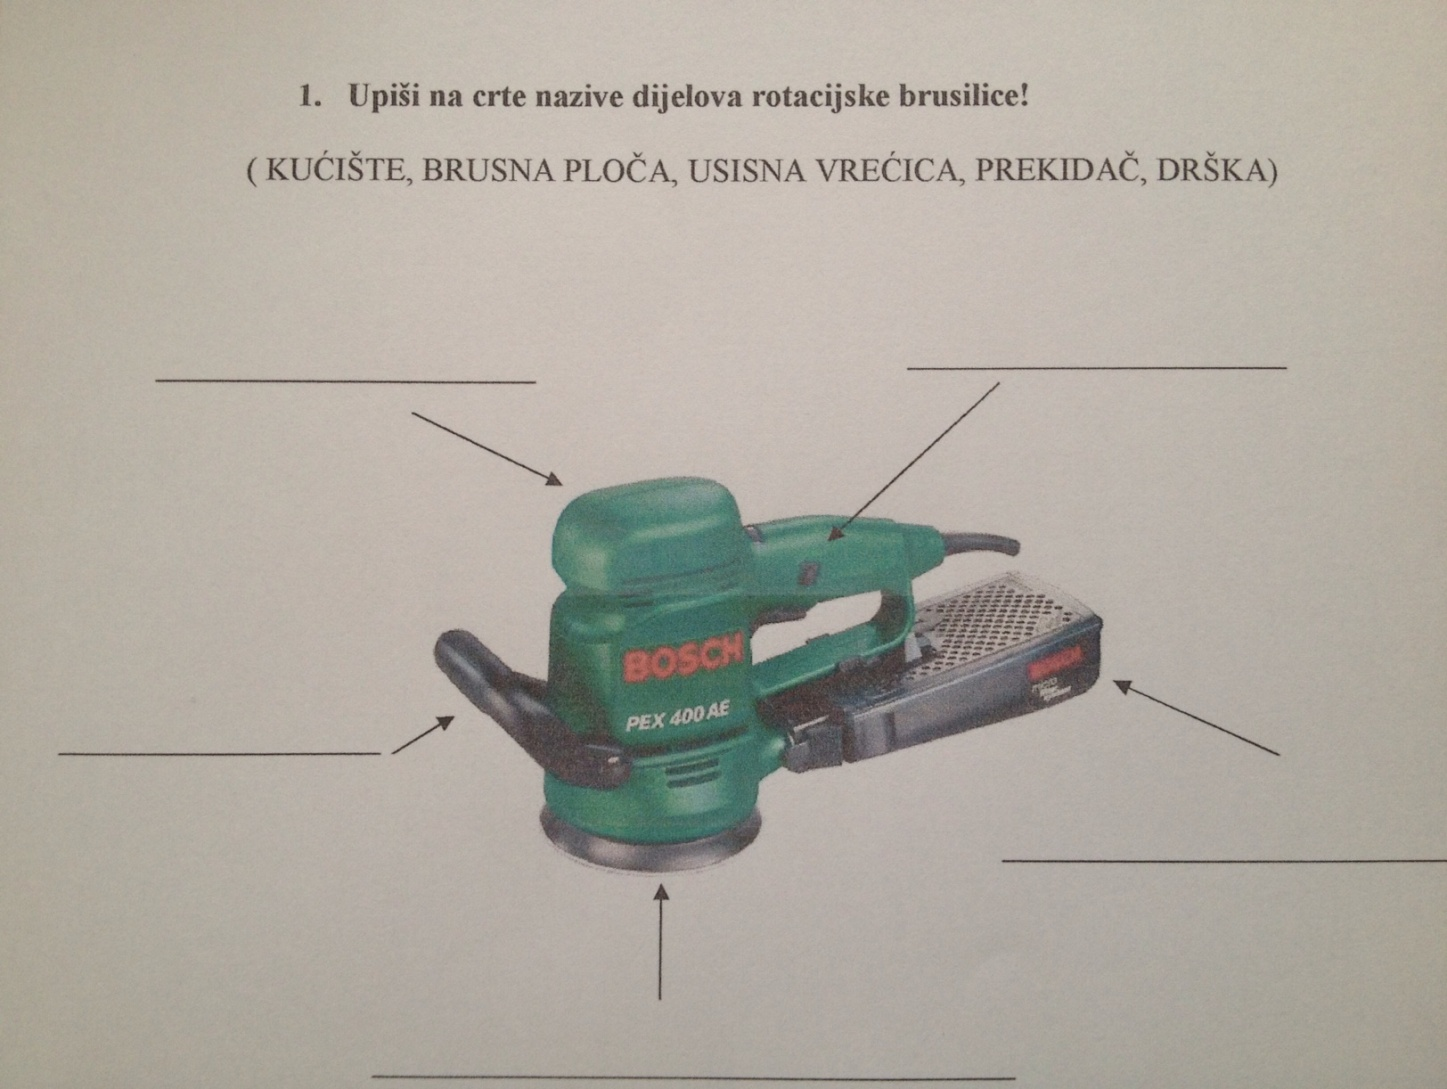 1. Upiši na crte nazive dijelova rotacijske brusilice!
( KUĆIŠTE, BRUSNA PLOČA, USISNA VREĆICA, PREKIDAČ, DRŠKA)
BOSCH
PEX 400 AE
BOSCH
micro